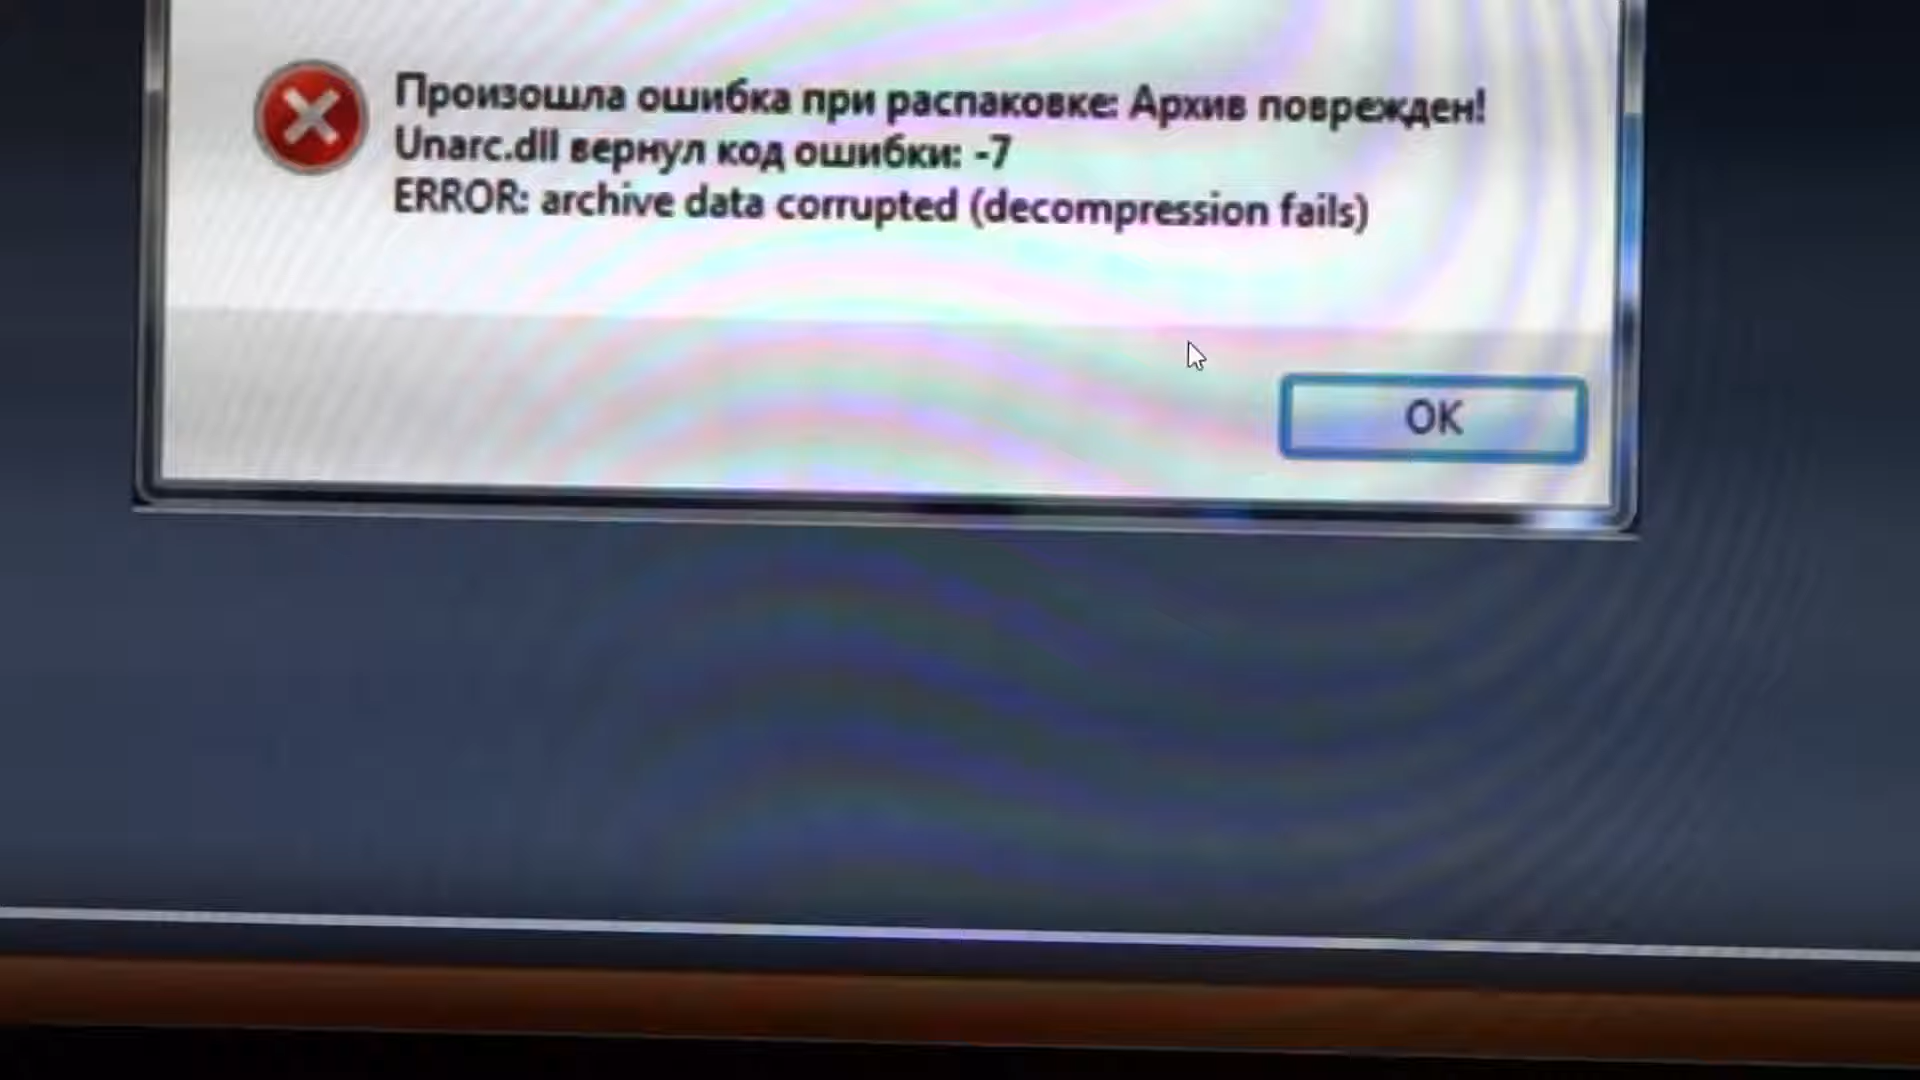 Произошла ошибка при распаковке: Архив поврежден!
Unarc.dll вернул код ошибки: -7
ERROR: archive data corrupted (decompression fails)
OK